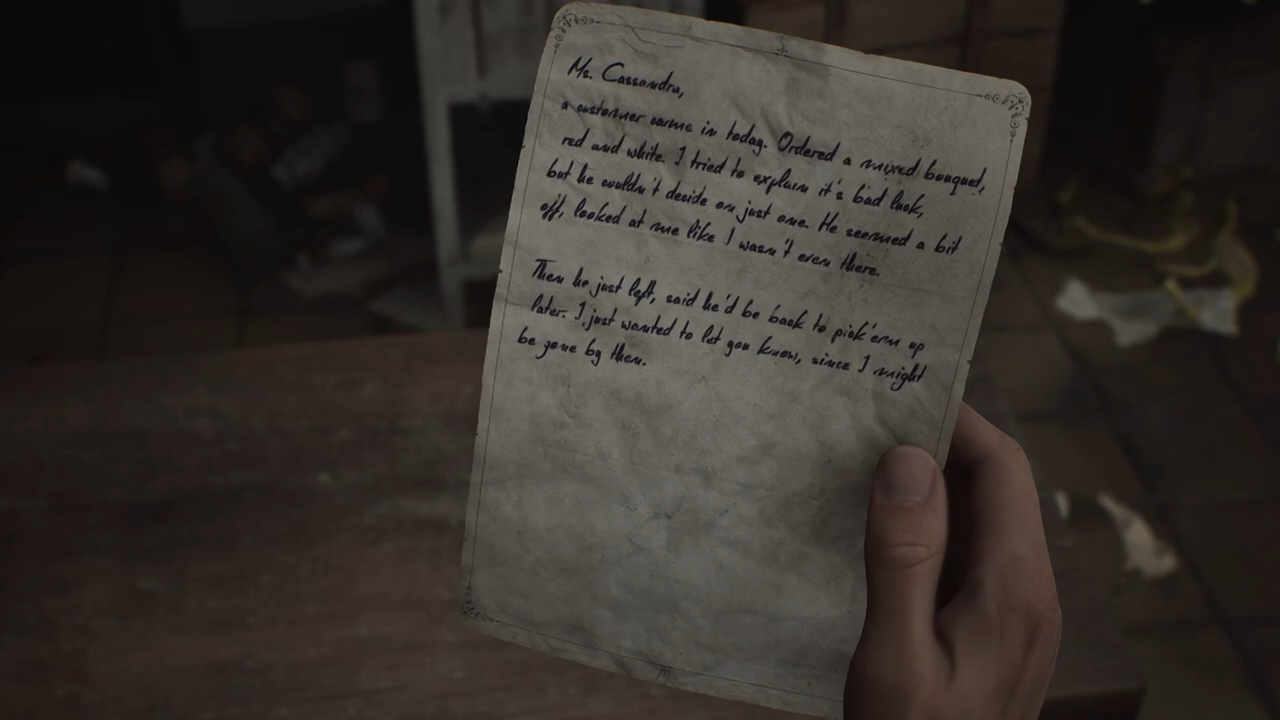 Ms. Cassandra,
a customer came in today. Ordered a mixed bouquet,
red and white. I tried to explain it's bad luck,
but he couldn't decide on just one. He seemed a bit
off, looked at me like I wasn't even there.
Then he just left, said he'd be back to pick'em up
later. I just wanted to let you know, since I might
be gone by then.